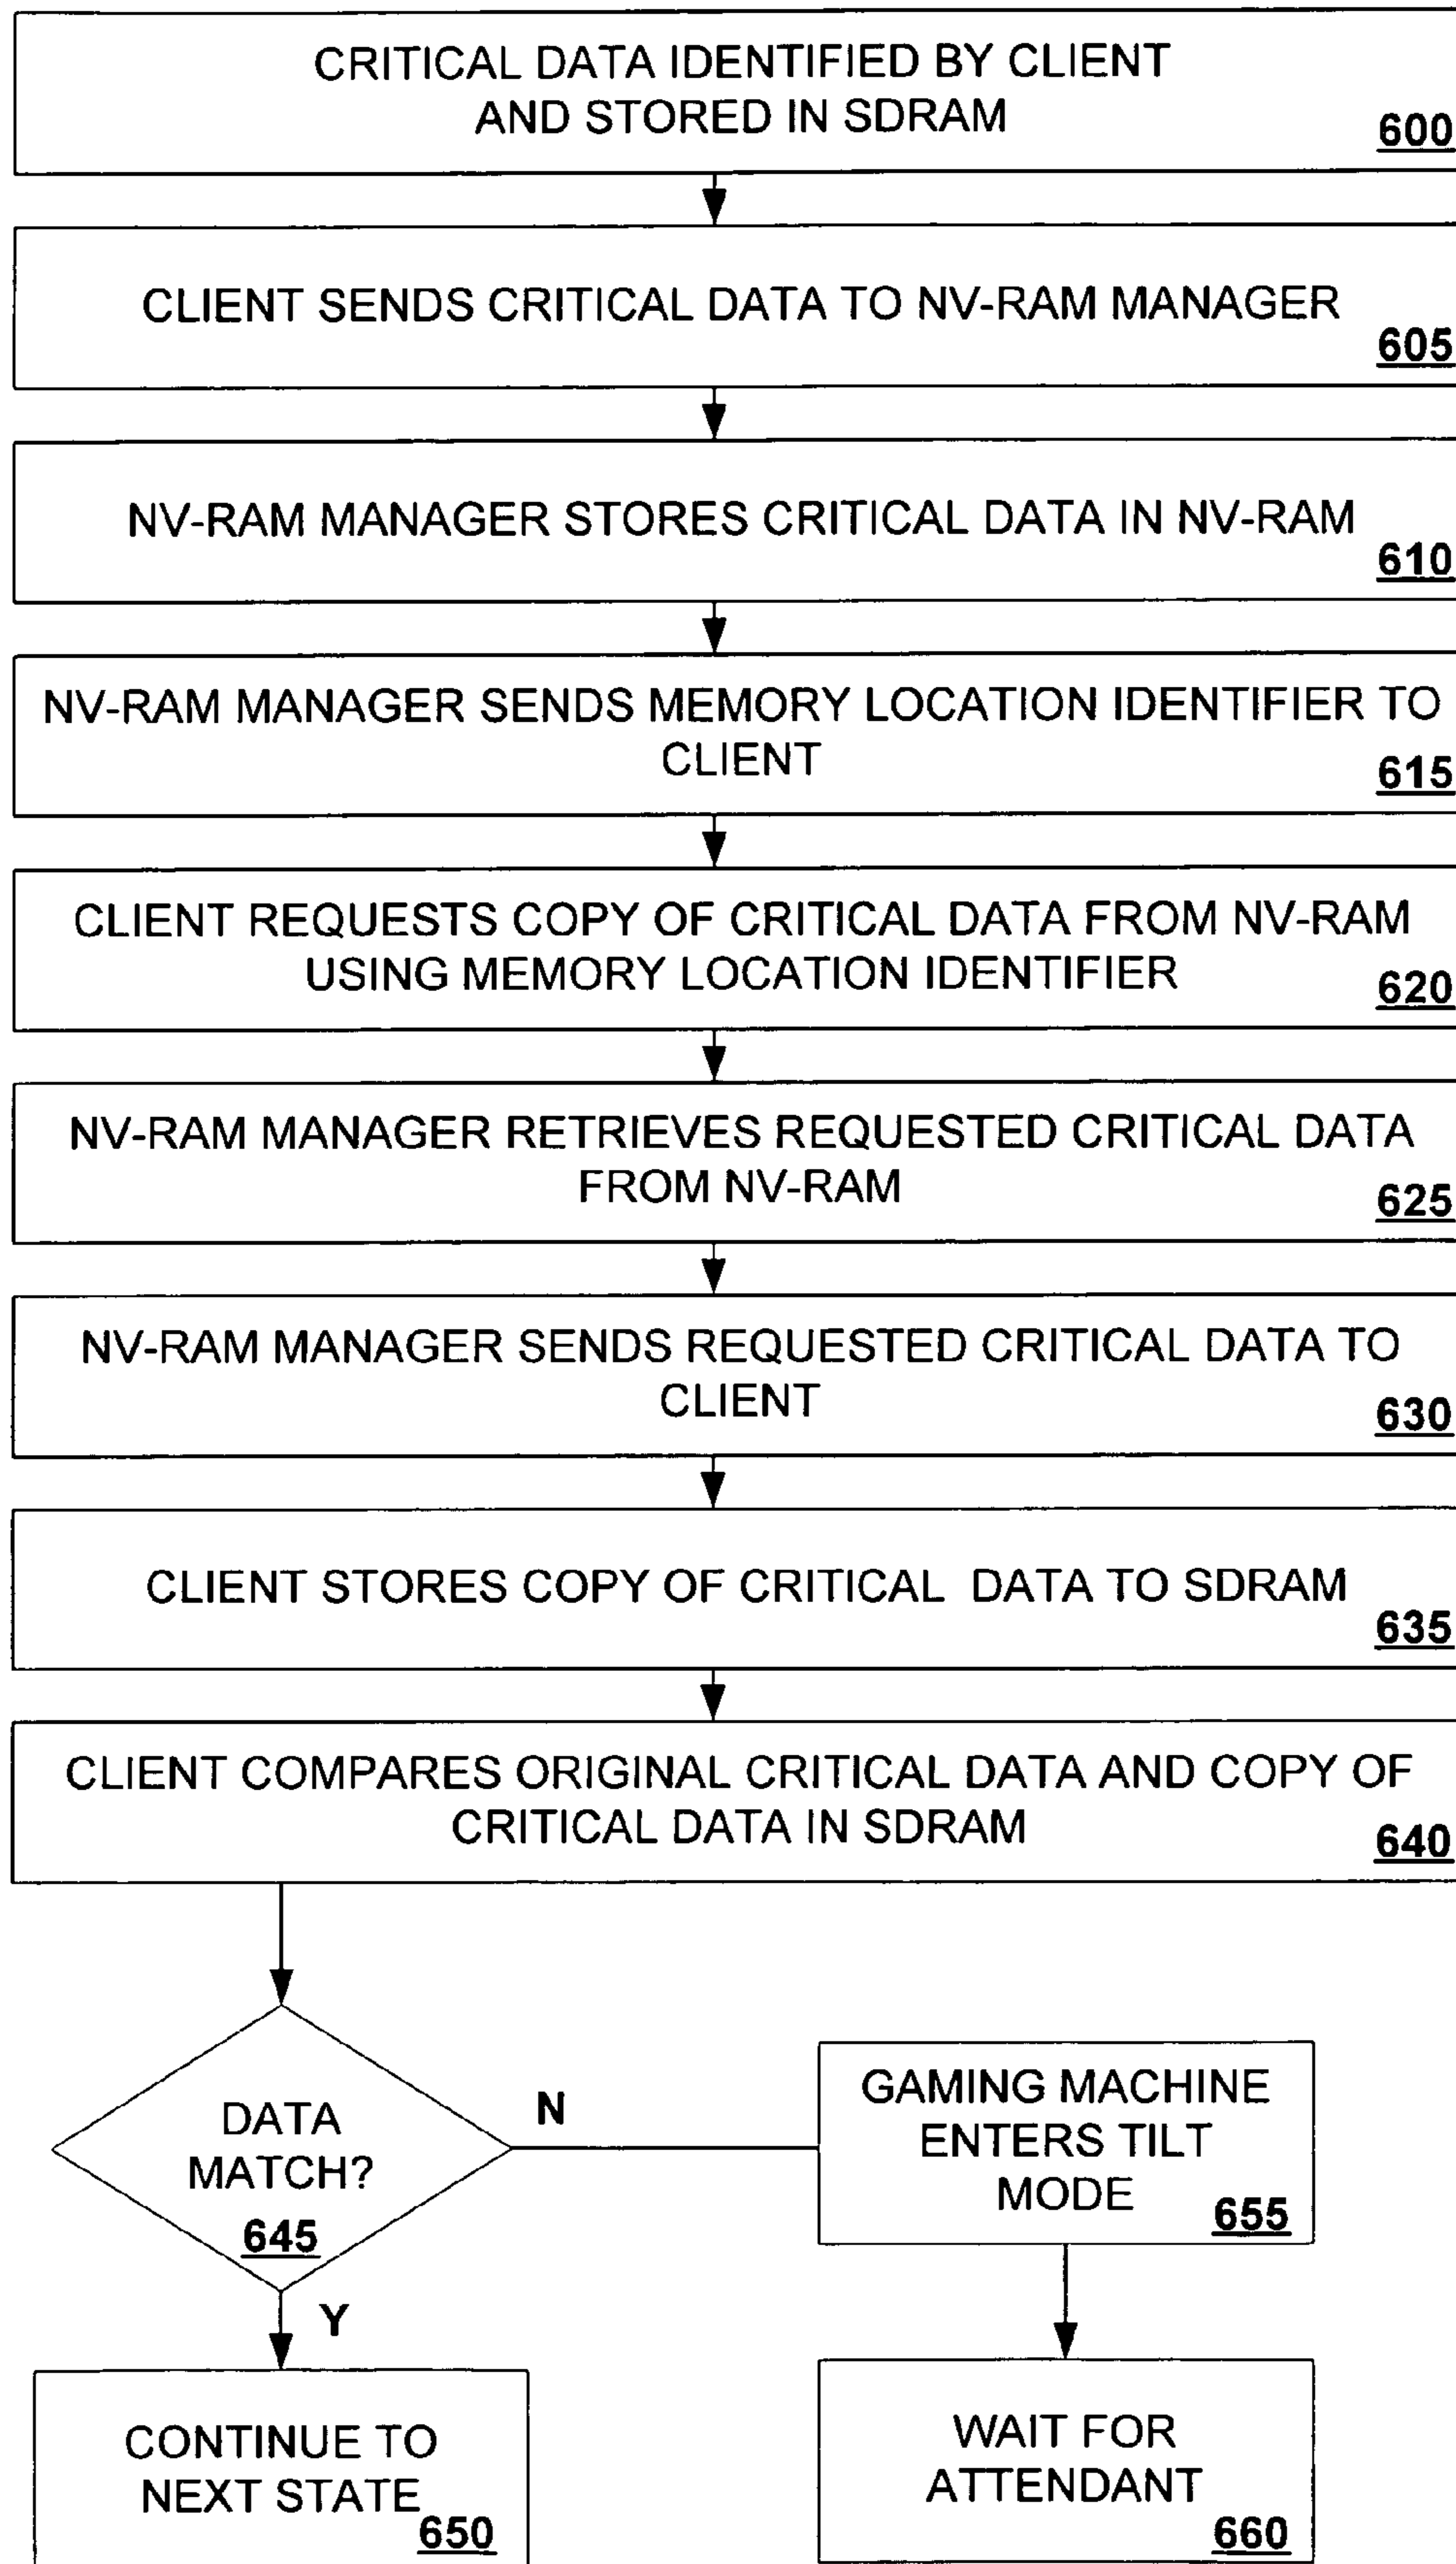 CRITICAL DATA IDENTIFIED BY CLIENT
AND STORED IN SDRAM
600
CLIENT SENDS CRITICAL DATA TO NV-RAM MANAGER
605
NV-RAM MANAGER STORES CRITICAL DATA IN NV-RAM
610
NV-RAM MANAGER SENDS MEMORY LOCATION IDENTIFIER TO
CLIENT
615
CLIENT REQUESTS COPY OF CRITICAL DATA FROM NV-RAM
USING MEMORY LOCATION IDENTIFIER
620
NV-RAM MANAGER RETRIEVES REQUESTED CRITICAL DATA
FROM NV-RAM
625
NV-RAM MANAGER SENDS REQUESTED CRITICAL DATA TO
CLIENT
630
CLIENT STORES COPY OF CRITICAL DATA TO SDRAM
635
CLIENT COMPARES ORIGINAL CRITICAL DATA AND COPY OF
CRITICAL DATA IN SDRAM
640
DATA
MATCH?
645
N
GAMING MACHINE
ENTERS TILT
MODE
655
Y
CONTINUE TO
NEXT STATE
650
WAIT FOR
ATTENDANT
660